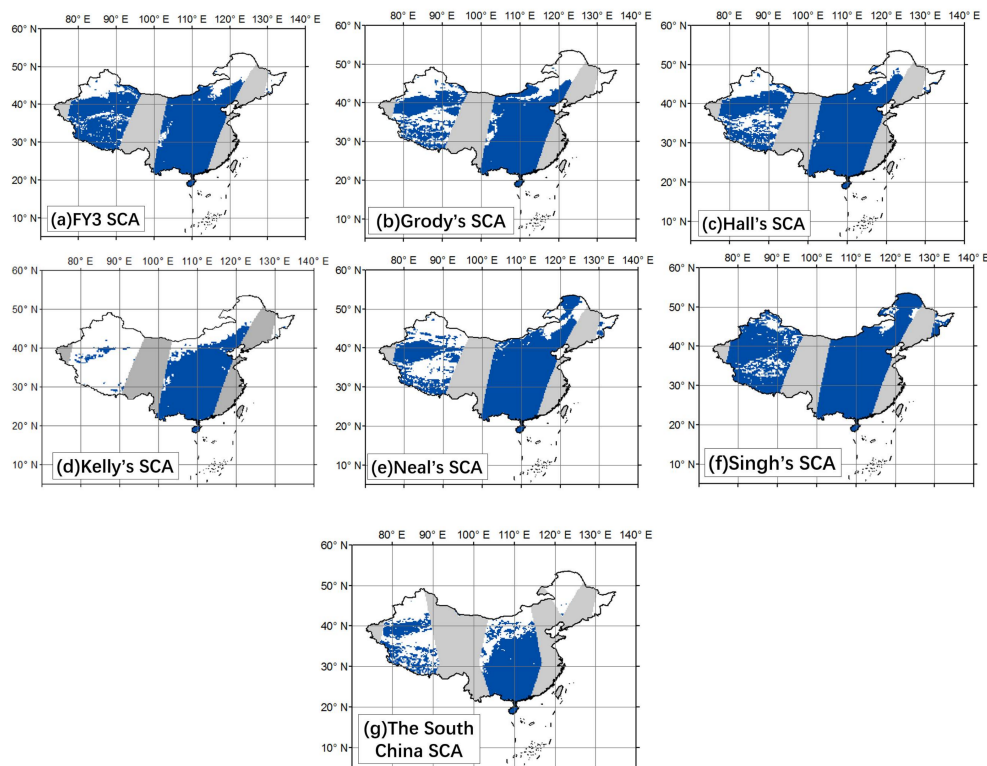 80° E 90° E 100° E 110° E 120° E 130° E 140° E
60° N
50° N
40° N
30° N
20° N
10° N
(a)FY3 SCA
80° E 90° E 100° E 110° E 120° E 130° E 140° E
60° N
50° N
40° N
30° N
20° N
10° N
(b)Grody's SCA
80° E 90° E 100° E 110° E 120° E 130° E 140° E
60° N
50° N
40° N
30° N
20° N
10° N
(c)Hall's SCA
80° E 90° E 100° E 110° E 120° E 130° E 140° E
60° N
50° N
40° N
30° N
20° N
10° N
(d)Kelly's SCA
80° E 90° E 100° E 110° E 120° E 130° E 140° E
60° N
50° N
40° N
30° N
20° N
10° N
(e)Neal's SCA
80° E 90° E 100° E 110° E 120° E 130° E 140° E
60° N
50° N
40° N
30° N
20° N
10° N
(f)Singh's SCA
80° E 90° E 100° E 110° E 120° E 130° E 140° E
60° N
50° N
40° N
30° N
20° N
10° N
(g)The South
China SCA